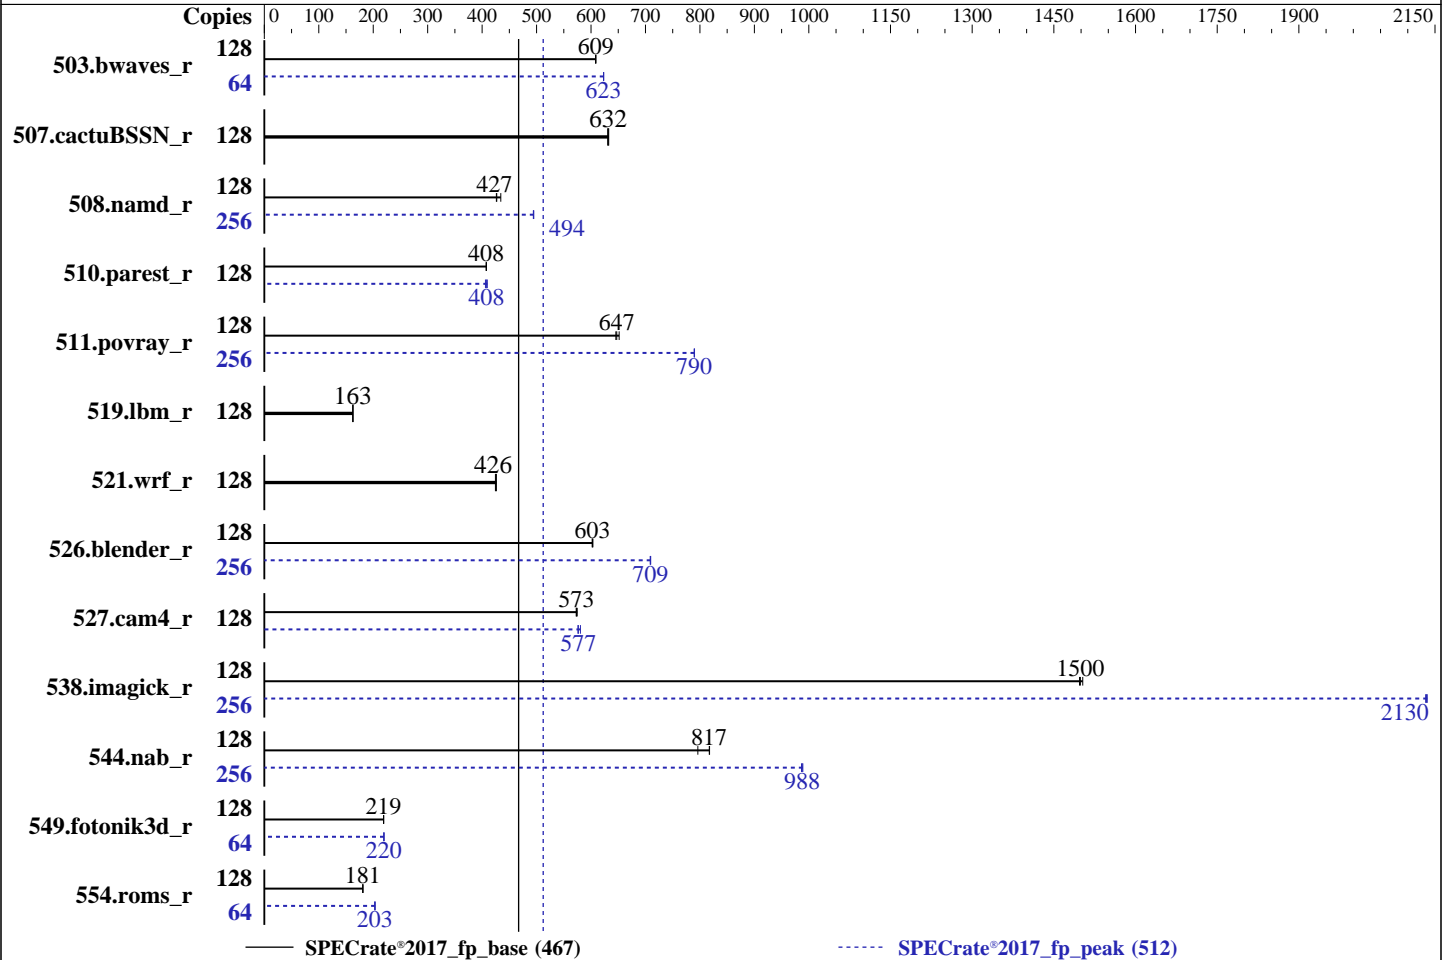 Copies 0 100 200 300 400 500 600 700 800 900 1000 1150 1300 1450 1600 1750 1900 2150
503.bwaves_r 128 609
64 623
507.cactuBSSN_r 128 632
508.namd_r 128 427
256 494
510.parest_r 128 408
408
511.povray_r 128 647
256 790
519.lbm_r 128 163
521.wrf_r 128 426
526.blender_r 128 603
256 709
527.cam4_r 128 573
577
538.imagick_r 128 1500
256 2130
544.nab_r 128 817
256 988
549.fotonik3d_r 128 219
64 220
554.roms_r 128 181
64 203
SPECrate®2017_fp_base (467) SPECrate®2017_fp_peak (512)